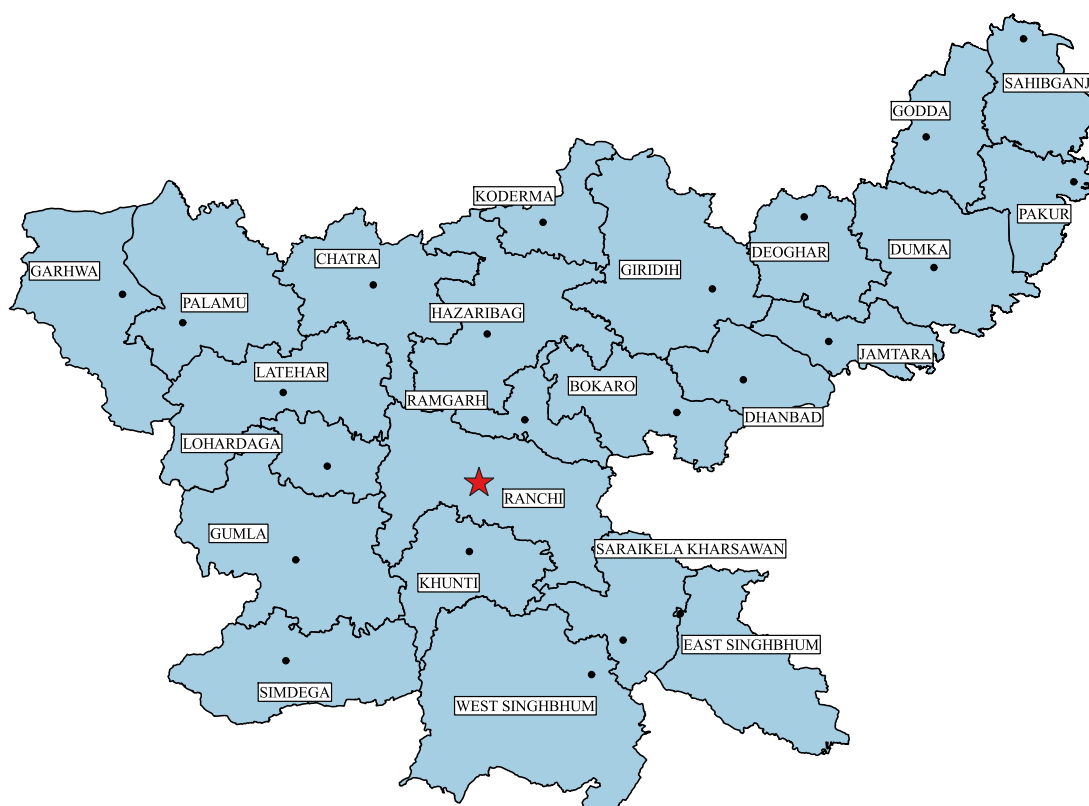 SAHIBGANJ
GODDA
KODERMA
PAKUR
CHATRA
DEOGHAR
DUMKA
GARHWA
GIRIDIH
PALAMU
HAZARIBAG
JAMTARA
LATEHAR
BOKARO
RAMGARH
DHANBAD
LOHARDAGA
RANCHI
GUMLA
SARAIKELA KHARSAWAN
KHUNTI
EAST SINGHBHUM
SIMDEGA
WEST SINGHBHUM